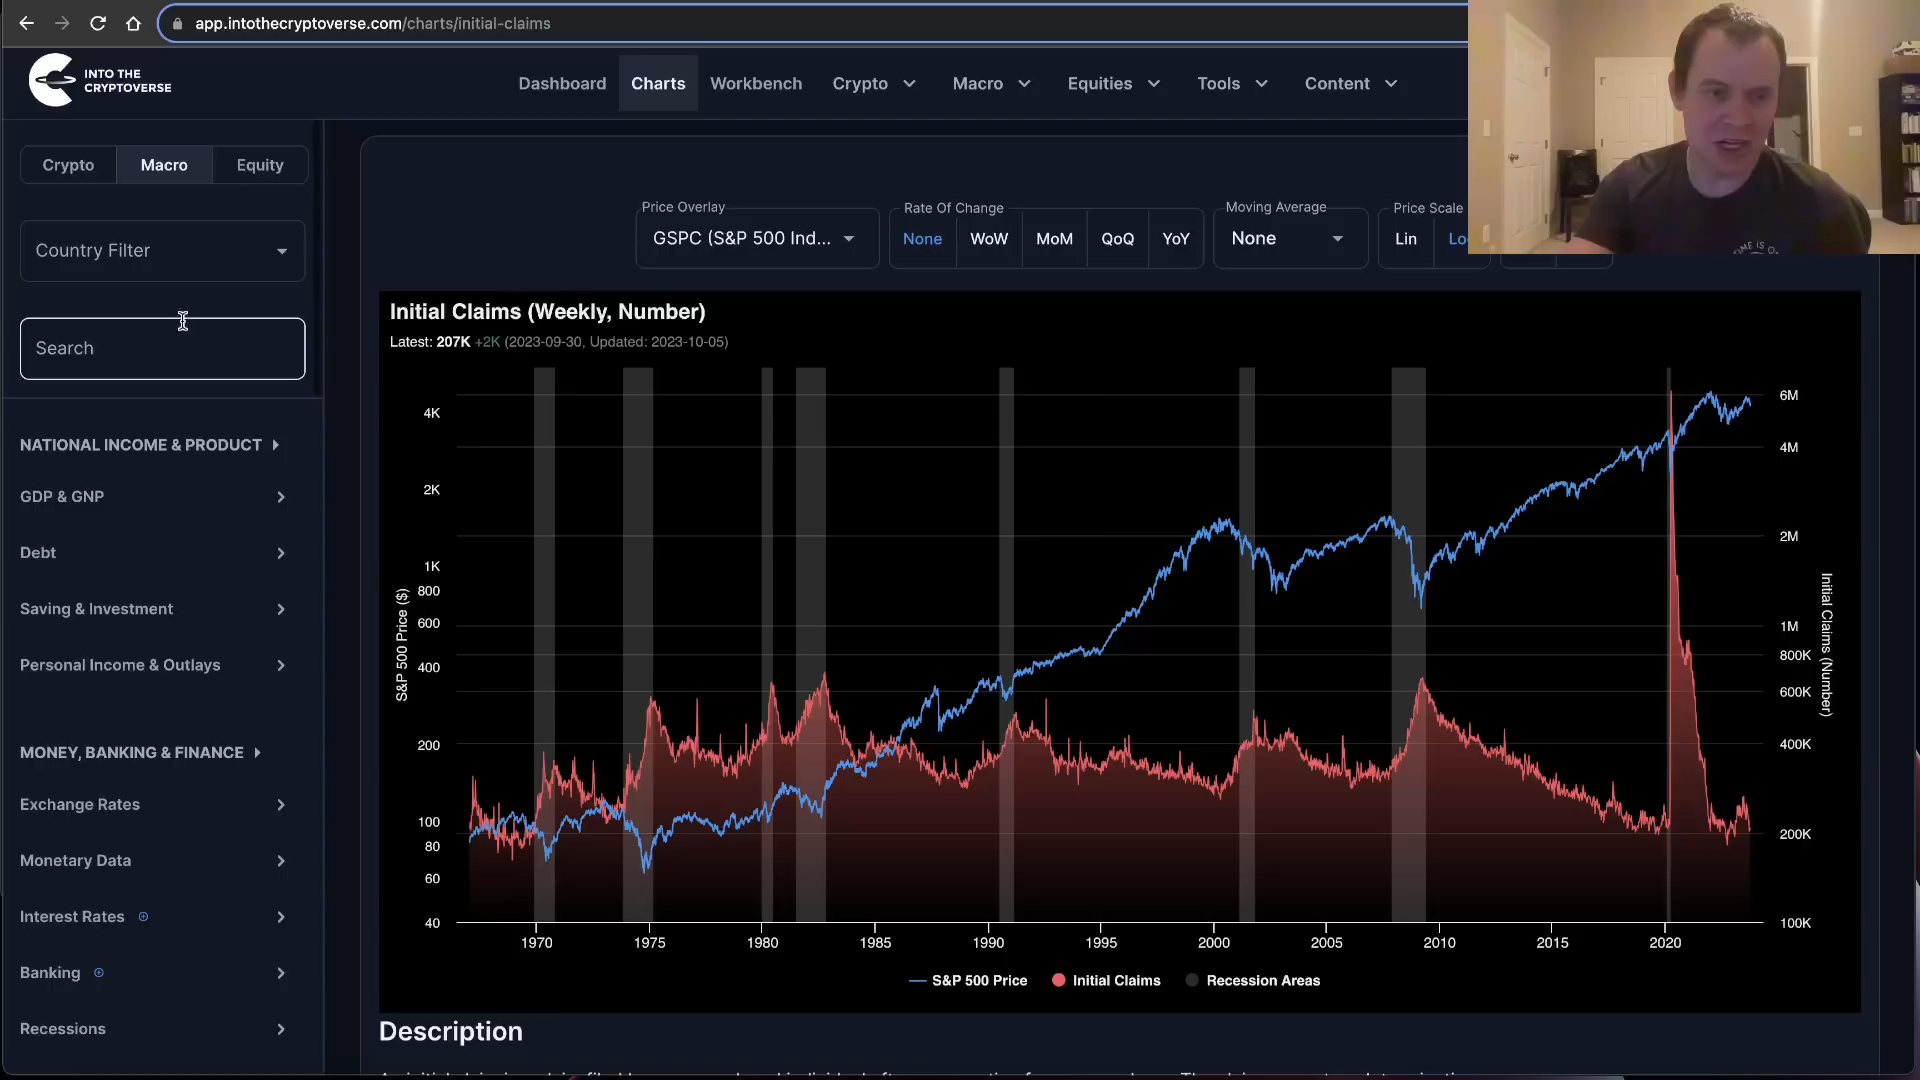 app.intothecryptoverse.com/charts/initial-claims
INTO THE
CRYPTOVERSE
Dashboard
Charts
Workbench
Crypto
Macro
Equities
Tools
Content
Crypto
Macro
Equity
Country Filter
Search
NATIONAL INCOME & PRODUCT
GDP & GNP
Debt
Saving & Investment
Personal Income & Outlays
MONEY, BANKING & FINANCE
Exchange Rates
Monetary Data
Interest Rates
Banking
Recessions
Price Overlay
GSPC (S&P 500 Ind...
Rate Of Change
None
WoW
MoM
QoQ
YoY
Moving Average
None
Price Scale
Lin
Lo
Initial Claims (Weekly, Number)
Latest: 207K +2K (2023-09-30, Updated: 2023-10-05)
4K
2K
1K
800
600
400
200
100
80
60
40
S&P 500 Price ($)
6M
4M
2M
1M
800K
600K
400K
200K
100K
Initial Claims (Number)
1970
1975
1980
1985
1990
1995
2000
2005
2010
2015
2020
S&P 500 Price
Initial Claims
Recession Areas
Description